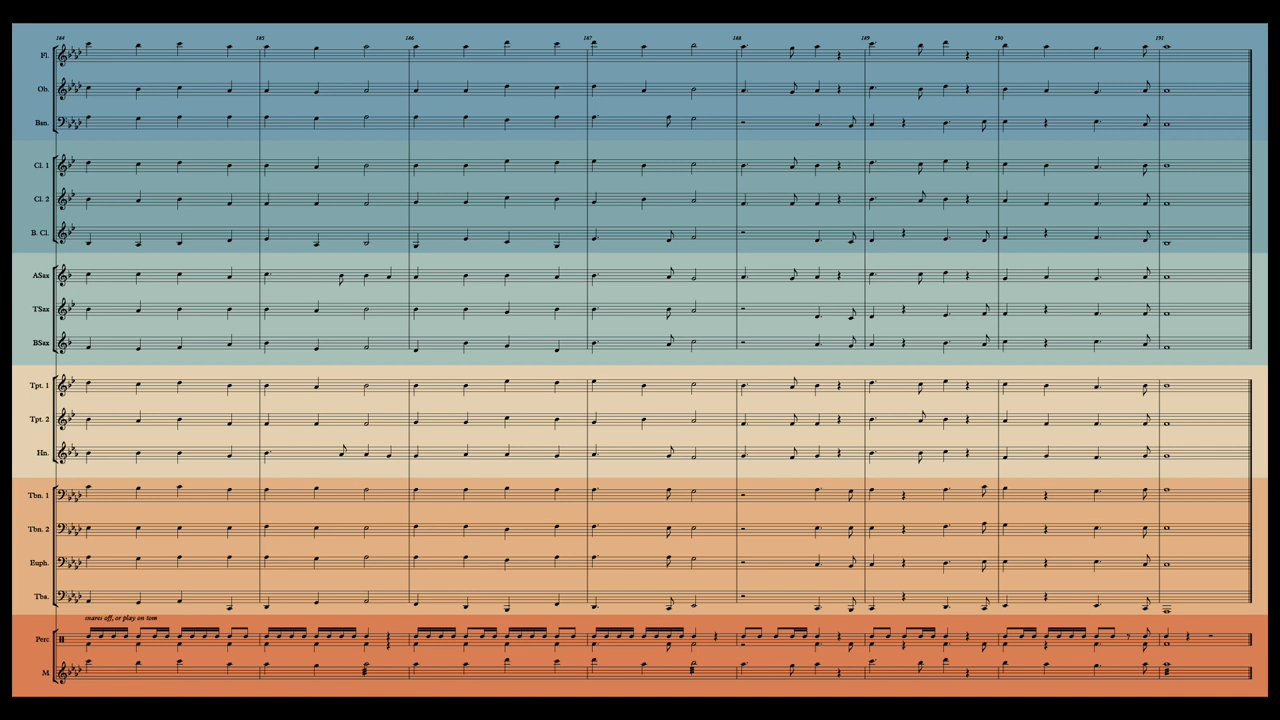 184 185 186 187 188 189 190 191
Fl.
Ob.
Bsn.
Cl. 1
Cl. 2
B. Cl.
ASax
TSax
BSax
Tpt. 1
Tpt. 2
Hn.
Tbn. 1
Tbn. 2
Euph.
Tba.
snares off, or play on tom
Perc
M